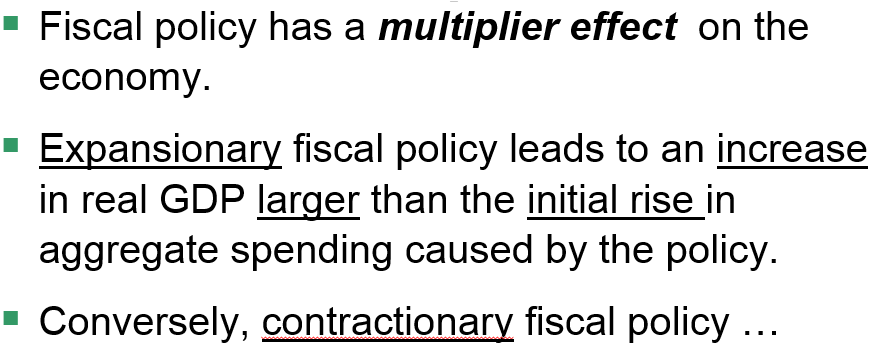 Fiscal policy has a multiplier effect on the
economy.
Expansionary fiscal policy leads to an increase
in real GDP larger than the initial rise in
aggregate spending caused by the policy.
Conversely, contractionary fiscal policy …